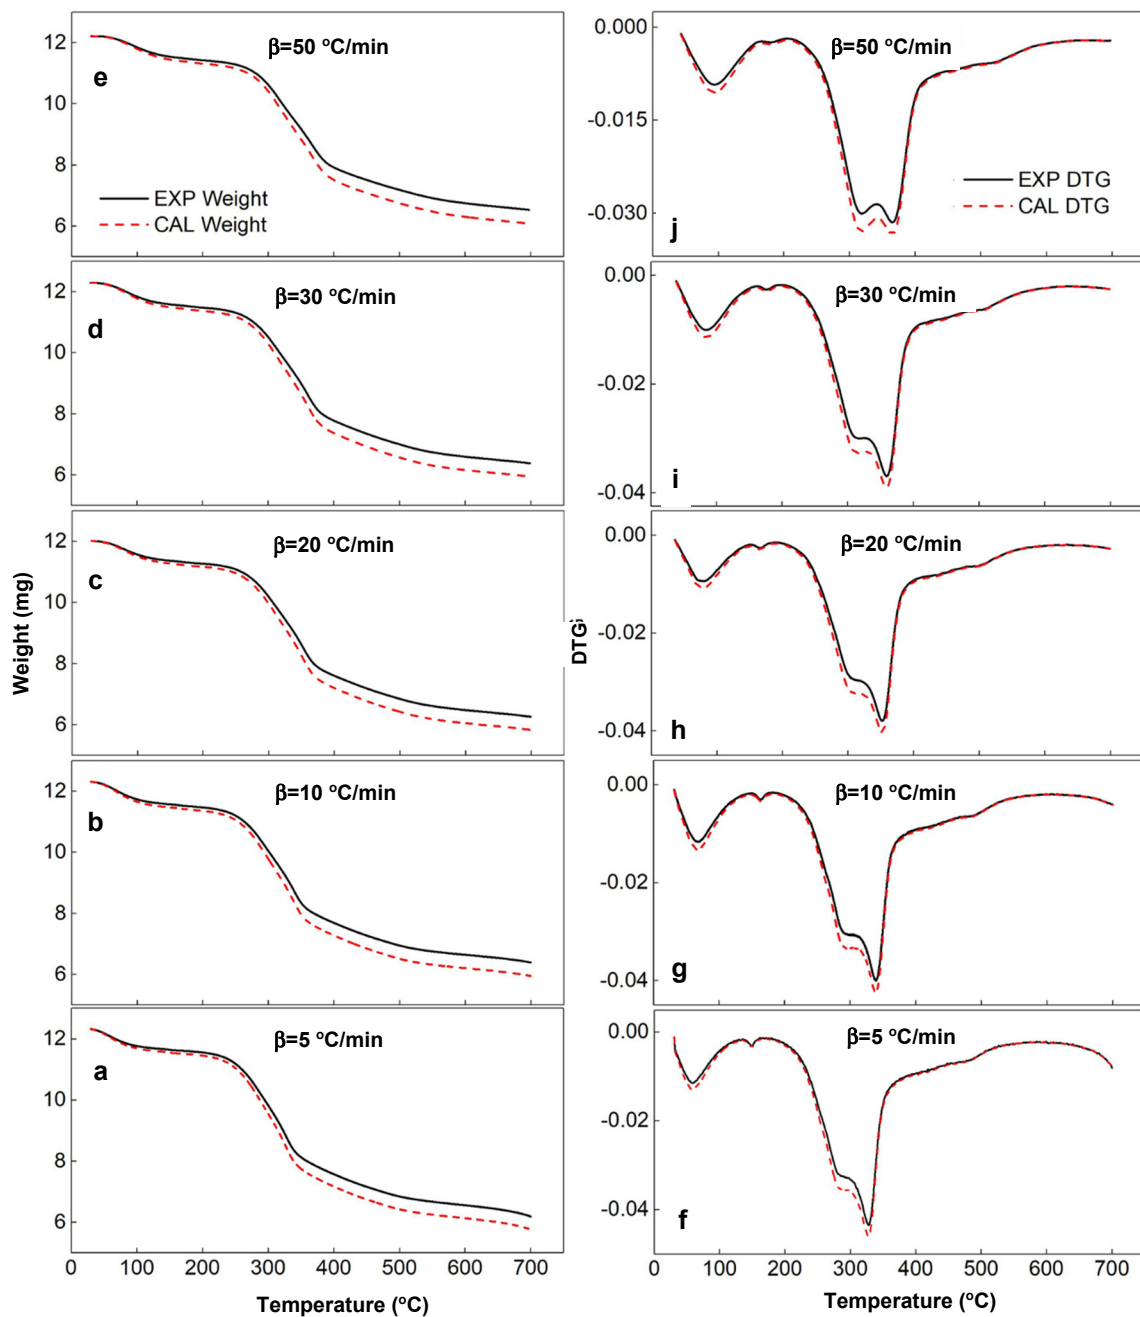 12
10
8
6
β=50 °C/min
e
EXP Weight
CAL Weight
12
10
8
6
β=30 °C/min
d
12
10
8
6
β=20 °C/min
c
12
10
8
6
β=10 °C/min
b
12
10
8
6
β=5 °C/min
a
0 100 200 300 400 500 600 700
Temperature (°C)
Weight (mg)
0.000
-0.015
-0.030
β=50 °C/min
EXP DTG
CAL DTG
j
0.00
-0.02
-0.04
β=30 °C/min
i
0.00
-0.02
-0.04
β=20 °C/min
h
0.00
-0.02
-0.04
β=10 °C/min
g
0.00
-0.02
-0.04
β=5 °C/min
f
0 100 200 300 400 500 600 700
Temperature (°C)
DTG